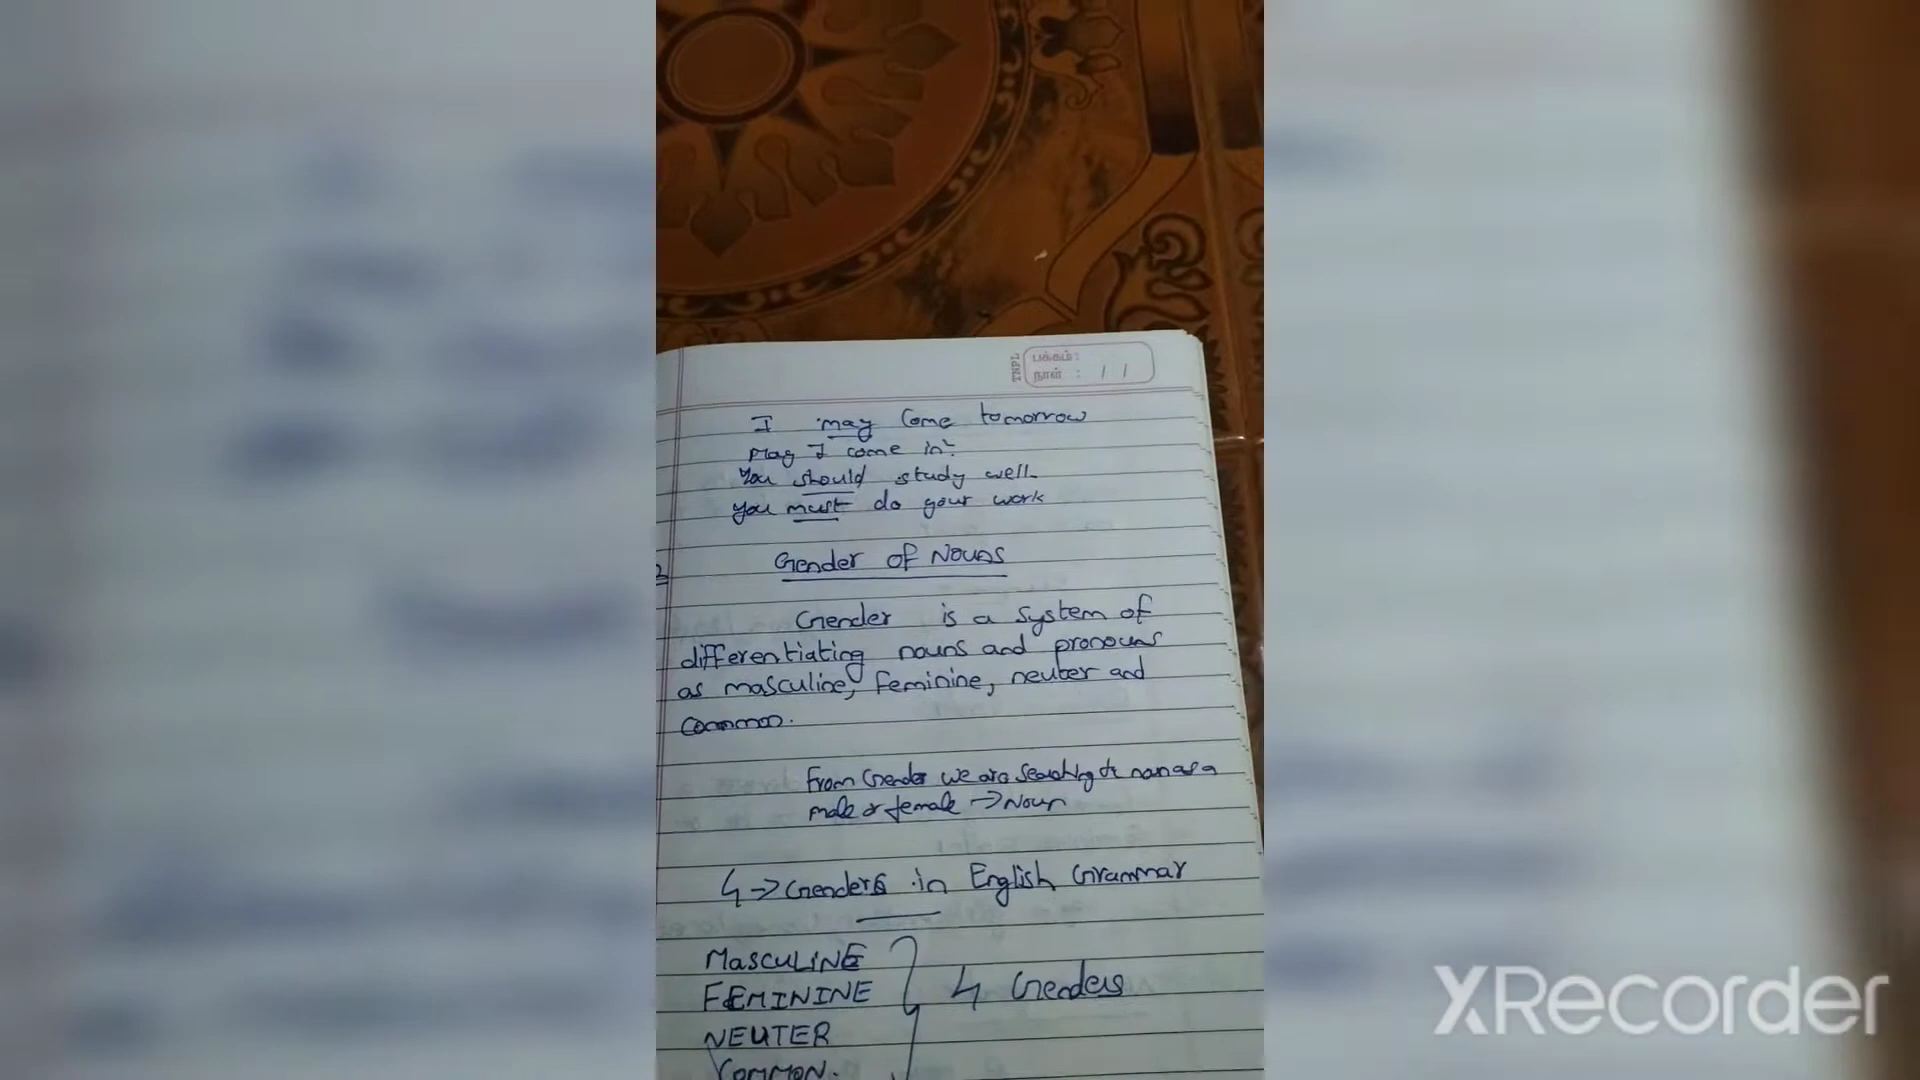 TNPL
பக்கம் :
நாள் : / /
I may Come tomorrow
May I come in?
You should study well.
You must do your work
Gender of Nouns
Gender is a system of
differentiating nouns and pronouns
as masculine, feminine, neuter and
Common.
From Gender we are Searching
male or female → Noun
4 → Genders in English Grammar
MASCULINE
FEMININE
4 Genders
NEUTER
COMMON.
XRecorder